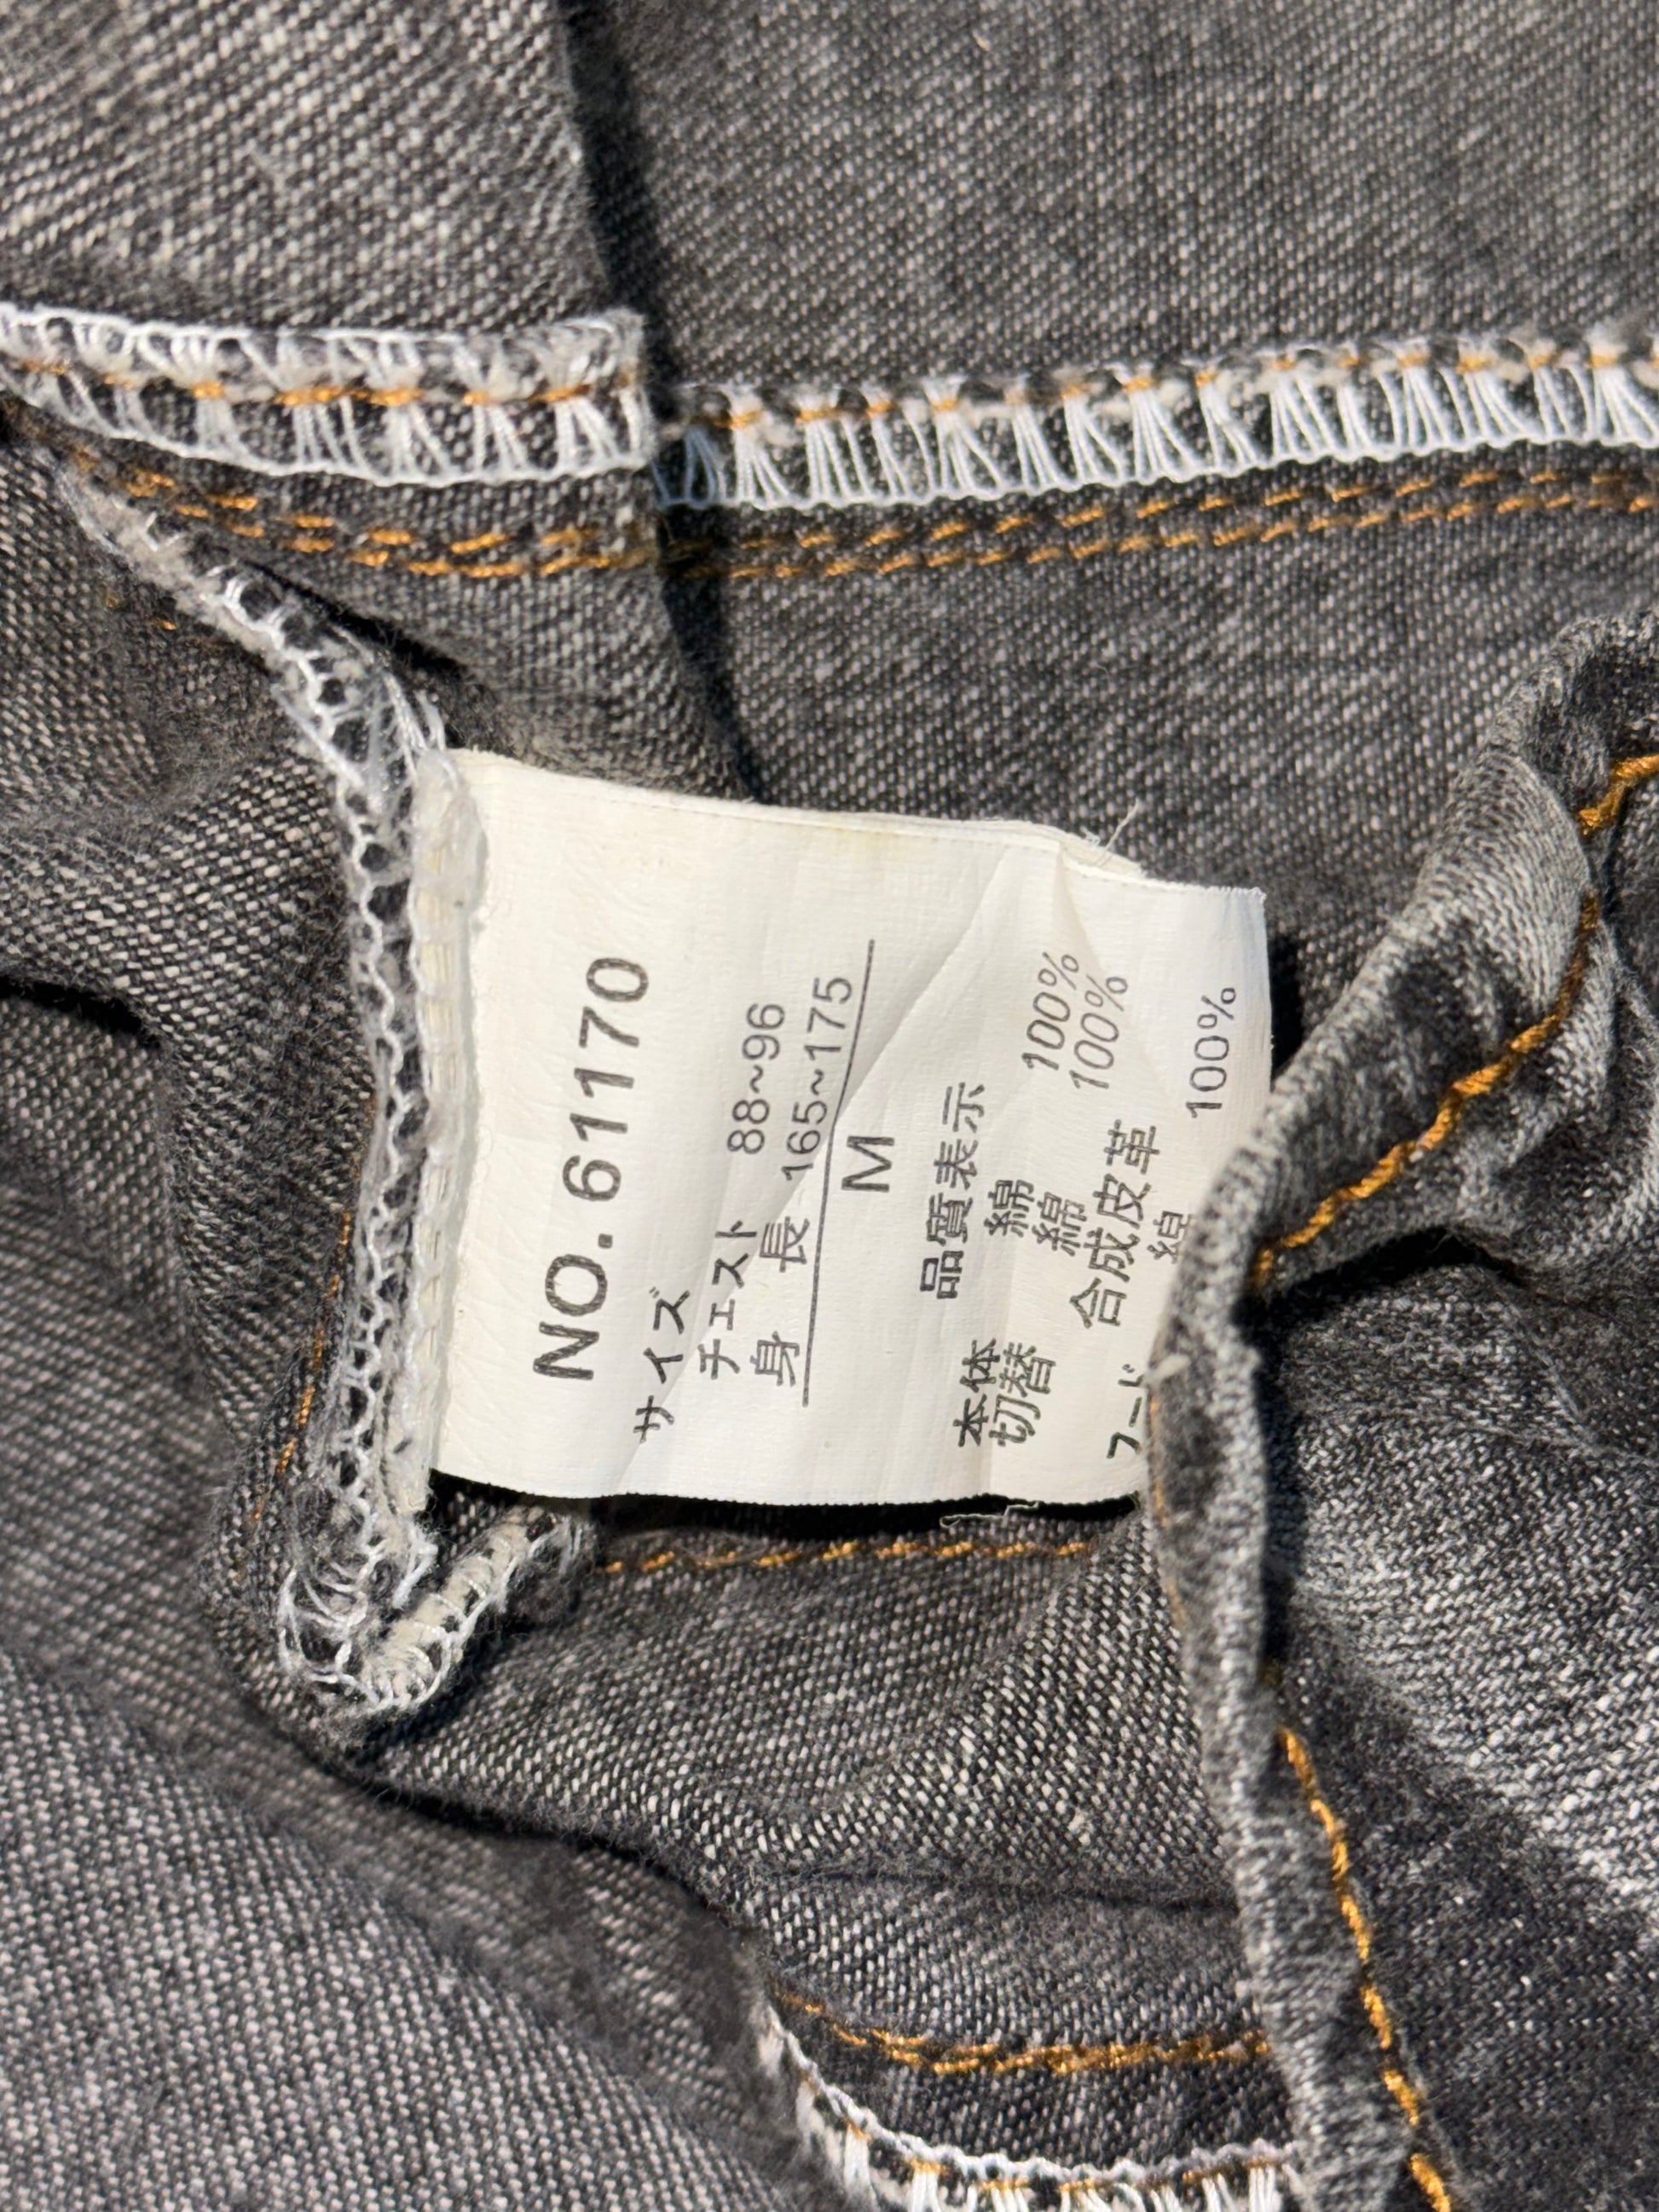 NO. 61170
サイズ
チェスト 88~96
身 長 165~175
M
品質表示
本体 綿 100%
切替 綿 100%
合成皮革
フード 綿 100%